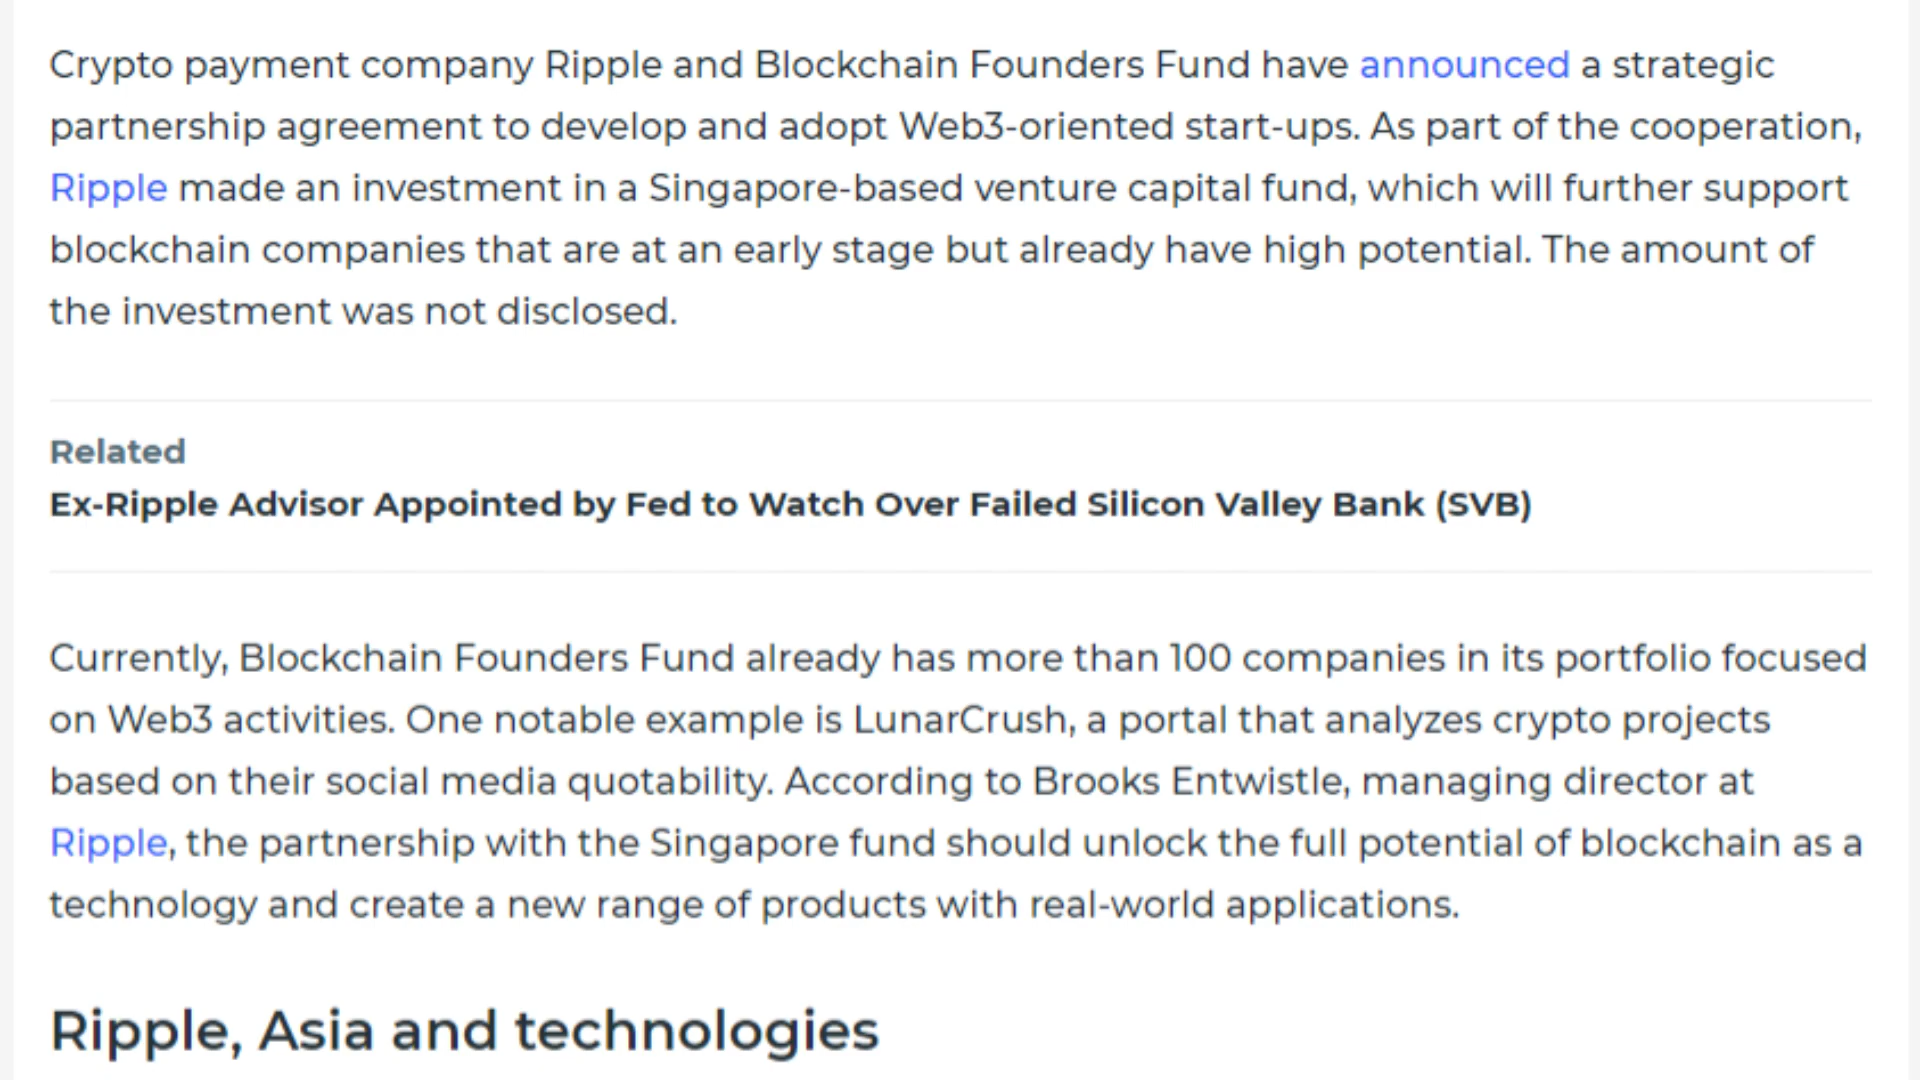 Crypto payment company Ripple and Blockchain Founders Fund have announced a strategic
partnership agreement to develop and adopt Web3-oriented start-ups. As part of the cooperation,
Ripple made an investment in a Singapore-based venture capital fund, which will further support
blockchain companies that are at an early stage but already have high potential. The amount of
the investment was not disclosed.
Related
Ex-Ripple Advisor Appointed by Fed to Watch Over Failed Silicon Valley Bank (SVB)
Currently, Blockchain Founders Fund already has more than 100 companies in its portfolio focused
on Web3 activities. One notable example is LunarCrush, a portal that analyzes crypto projects
based on their social media quotability. According to Brooks Entwistle, managing director at
Ripple, the partnership with the Singapore fund should unlock the full potential of blockchain as a
technology and create a new range of products with real-world applications.
Ripple, Asia and technologies